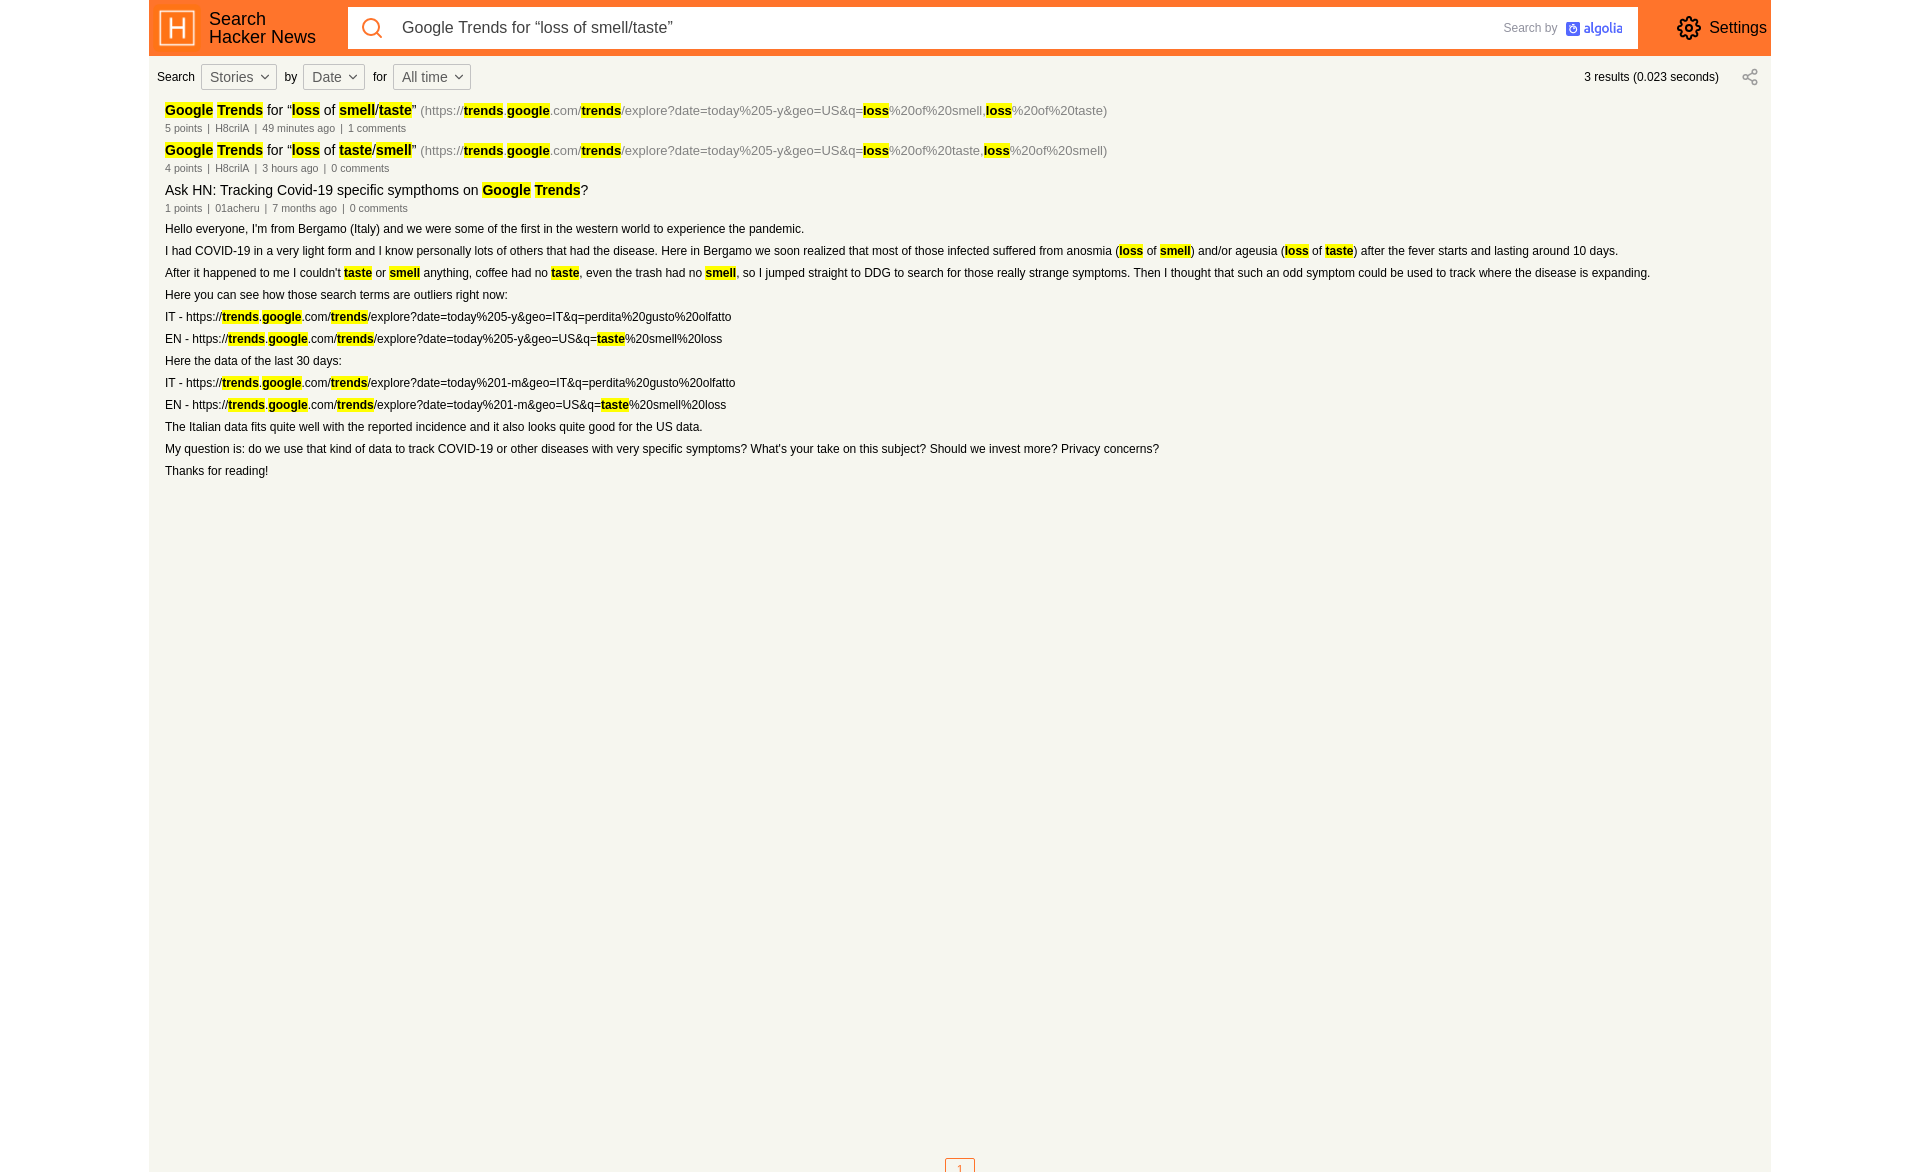 Search
Hacker News
Google Trends for “loss of smell/taste”
Search by algolia
Settings
Search Stories by Date for All time
3 results (0.023 seconds)
Google Trends for “loss of smell/taste” (https://trends.google.com/trends/explore?date=today%205-y&geo=US&q=loss%20of%20smell,loss%20of%20taste)
5 points | H8crilA | 49 minutes ago | 1 comments
Google Trends for “loss of taste/smell” (https://trends.google.com/trends/explore?date=today%205-y&geo=US&q=loss%20of%20taste,loss%20of%20smell)
4 points | H8crilA | 3 hours ago | 0 comments
Ask HN: Tracking Covid-19 specific sympthoms on Google Trends?
1 points | 01acheru | 7 months ago | 0 comments
Hello everyone, I'm from Bergamo (Italy) and we were some of the first in the western world to experience the pandemic.
I had COVID-19 in a very light form and I know personally lots of others that had the disease. Here in Bergamo we soon realized that most of those infected suffered from anosmia (loss of smell) and/or ageusia (loss of taste) after the fever starts and lasting around 10 days.
After it happened to me I couldn't taste or smell anything, coffee had no taste, even the trash had no smell, so I jumped straight to DDG to search for those really strange symptoms. Then I thought that such an odd symptom could be used to track where the disease is expanding.
Here you can see how those search terms are outliers right now:
IT - https://trends.google.com/trends/explore?date=today%205-y&geo=IT&q=perdita%20gusto%20olfatto
EN - https://trends.google.com/trends/explore?date=today%205-y&geo=US&q=taste%20smell%20loss
Here the data of the last 30 days:
IT - https://trends.google.com/trends/explore?date=today%201-m&geo=IT&q=perdita%20gusto%20olfatto
EN - https://trends.google.com/trends/explore?date=today%201-m&geo=US&q=taste%20smell%20loss
The Italian data fits quite well with the reported incidence and it also looks quite good for the US data.
My question is: do we use that kind of data to track COVID-19 or other diseases with very specific symptoms? What's your take on this subject? Should we invest more? Privacy concerns?
Thanks for reading!
1